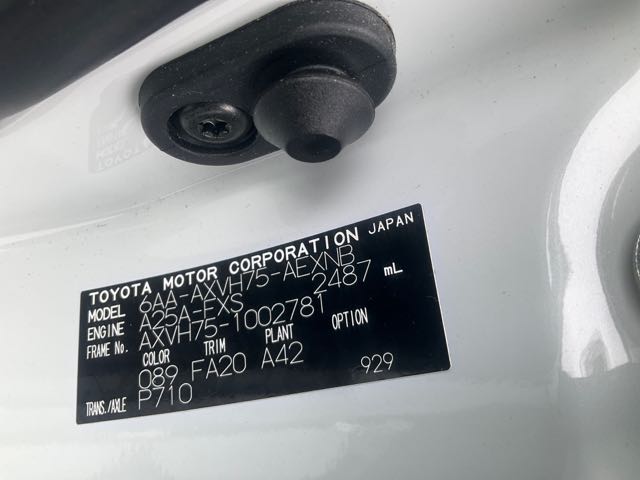 TOYOTA MOTOR CORPORATION JAPAN
MODEL 6AA-AXVH75-AEXNB
ENGINE A25A-FXS 2487 mL
FRAME No. AXVH75-1002781
COLOR TRIM PLANT OPTION
089 FA20 A42 929
TRANS./AXLE P710